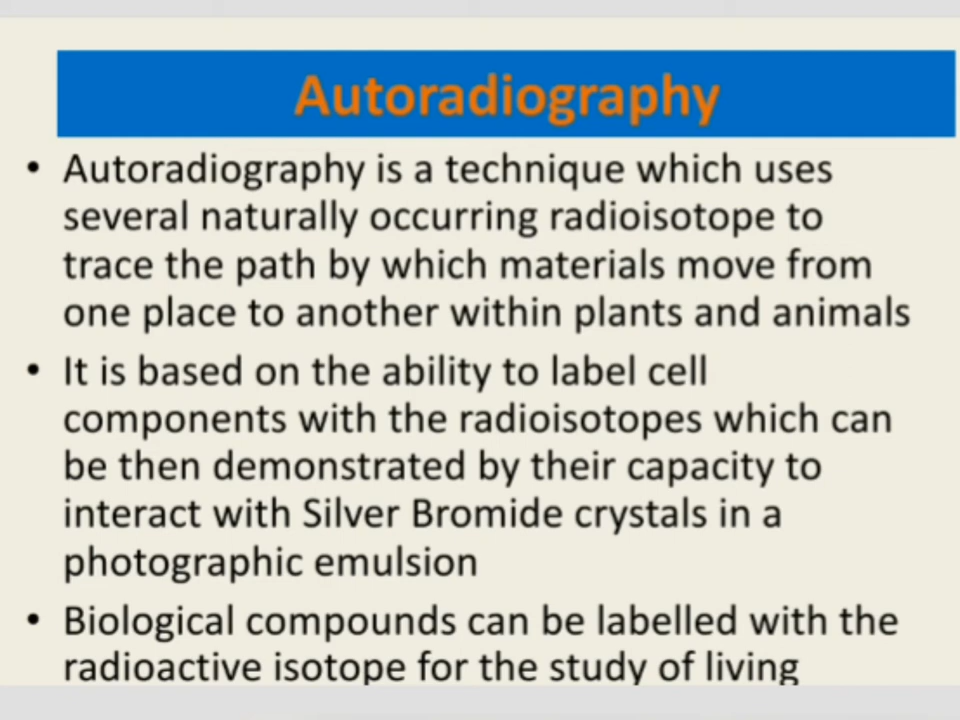 Autoradiography
• Autoradiography is a technique which uses
several naturally occurring radioisotope to
trace the path by which materials move from
one place to another within plants and animals
• It is based on the ability to label cell
components with the radioisotopes which can
be then demonstrated by their capacity to
interact with Silver Bromide crystals in a
photographic emulsion
• Biological compounds can be labelled with the
radioactive isotope for the study of living